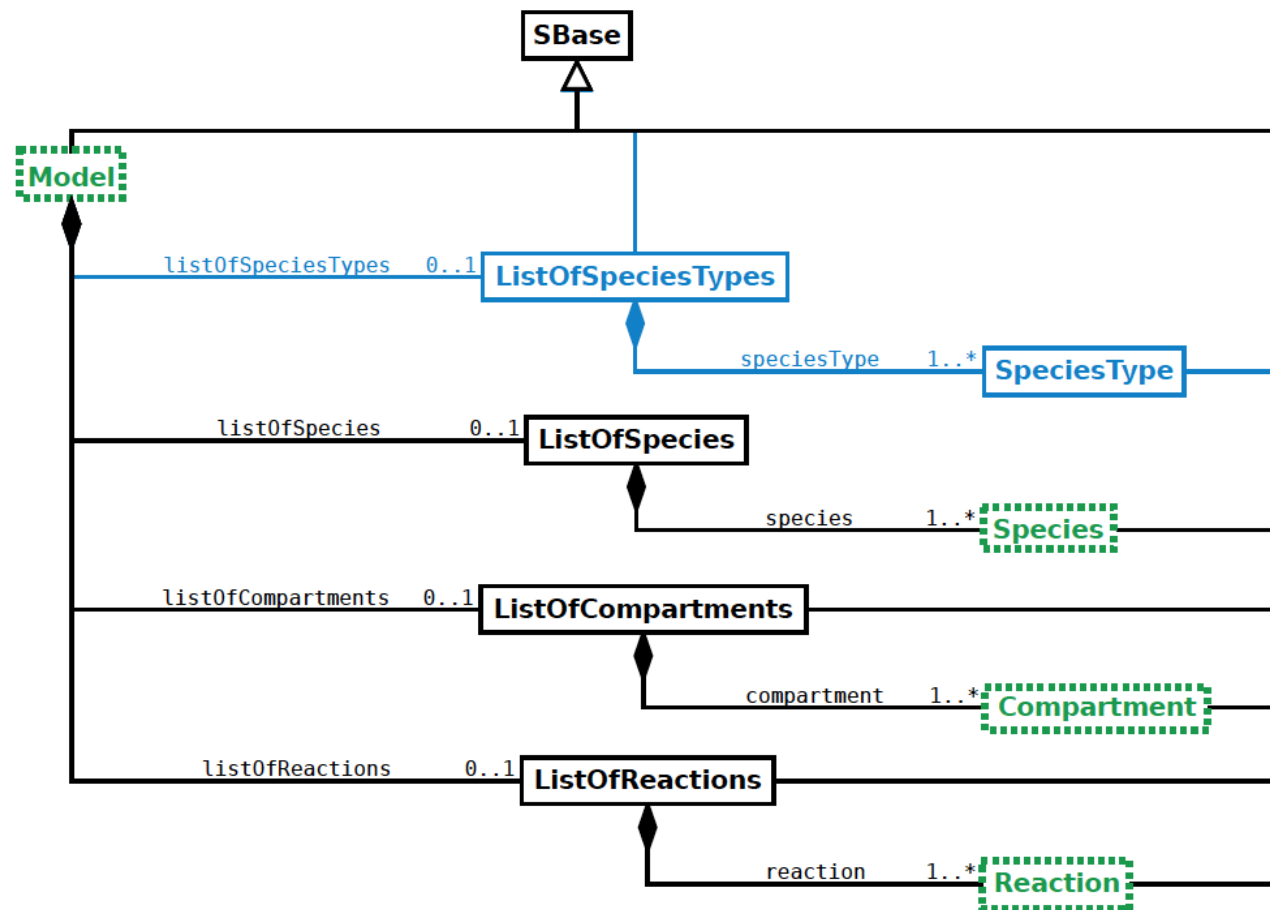 SBase
Model
listOfSpeciesTypes 0..1 ListOfSpeciesTypes
speciesType 1..* SpeciesType
listOfSpecies 0..1 ListOfSpecies
species 1..* Species
listOfCompartments 0..1 ListOfCompartments
compartment 1..* Compartment
listOfReactions 0..1 ListOfReactions
reaction 1..* Reaction